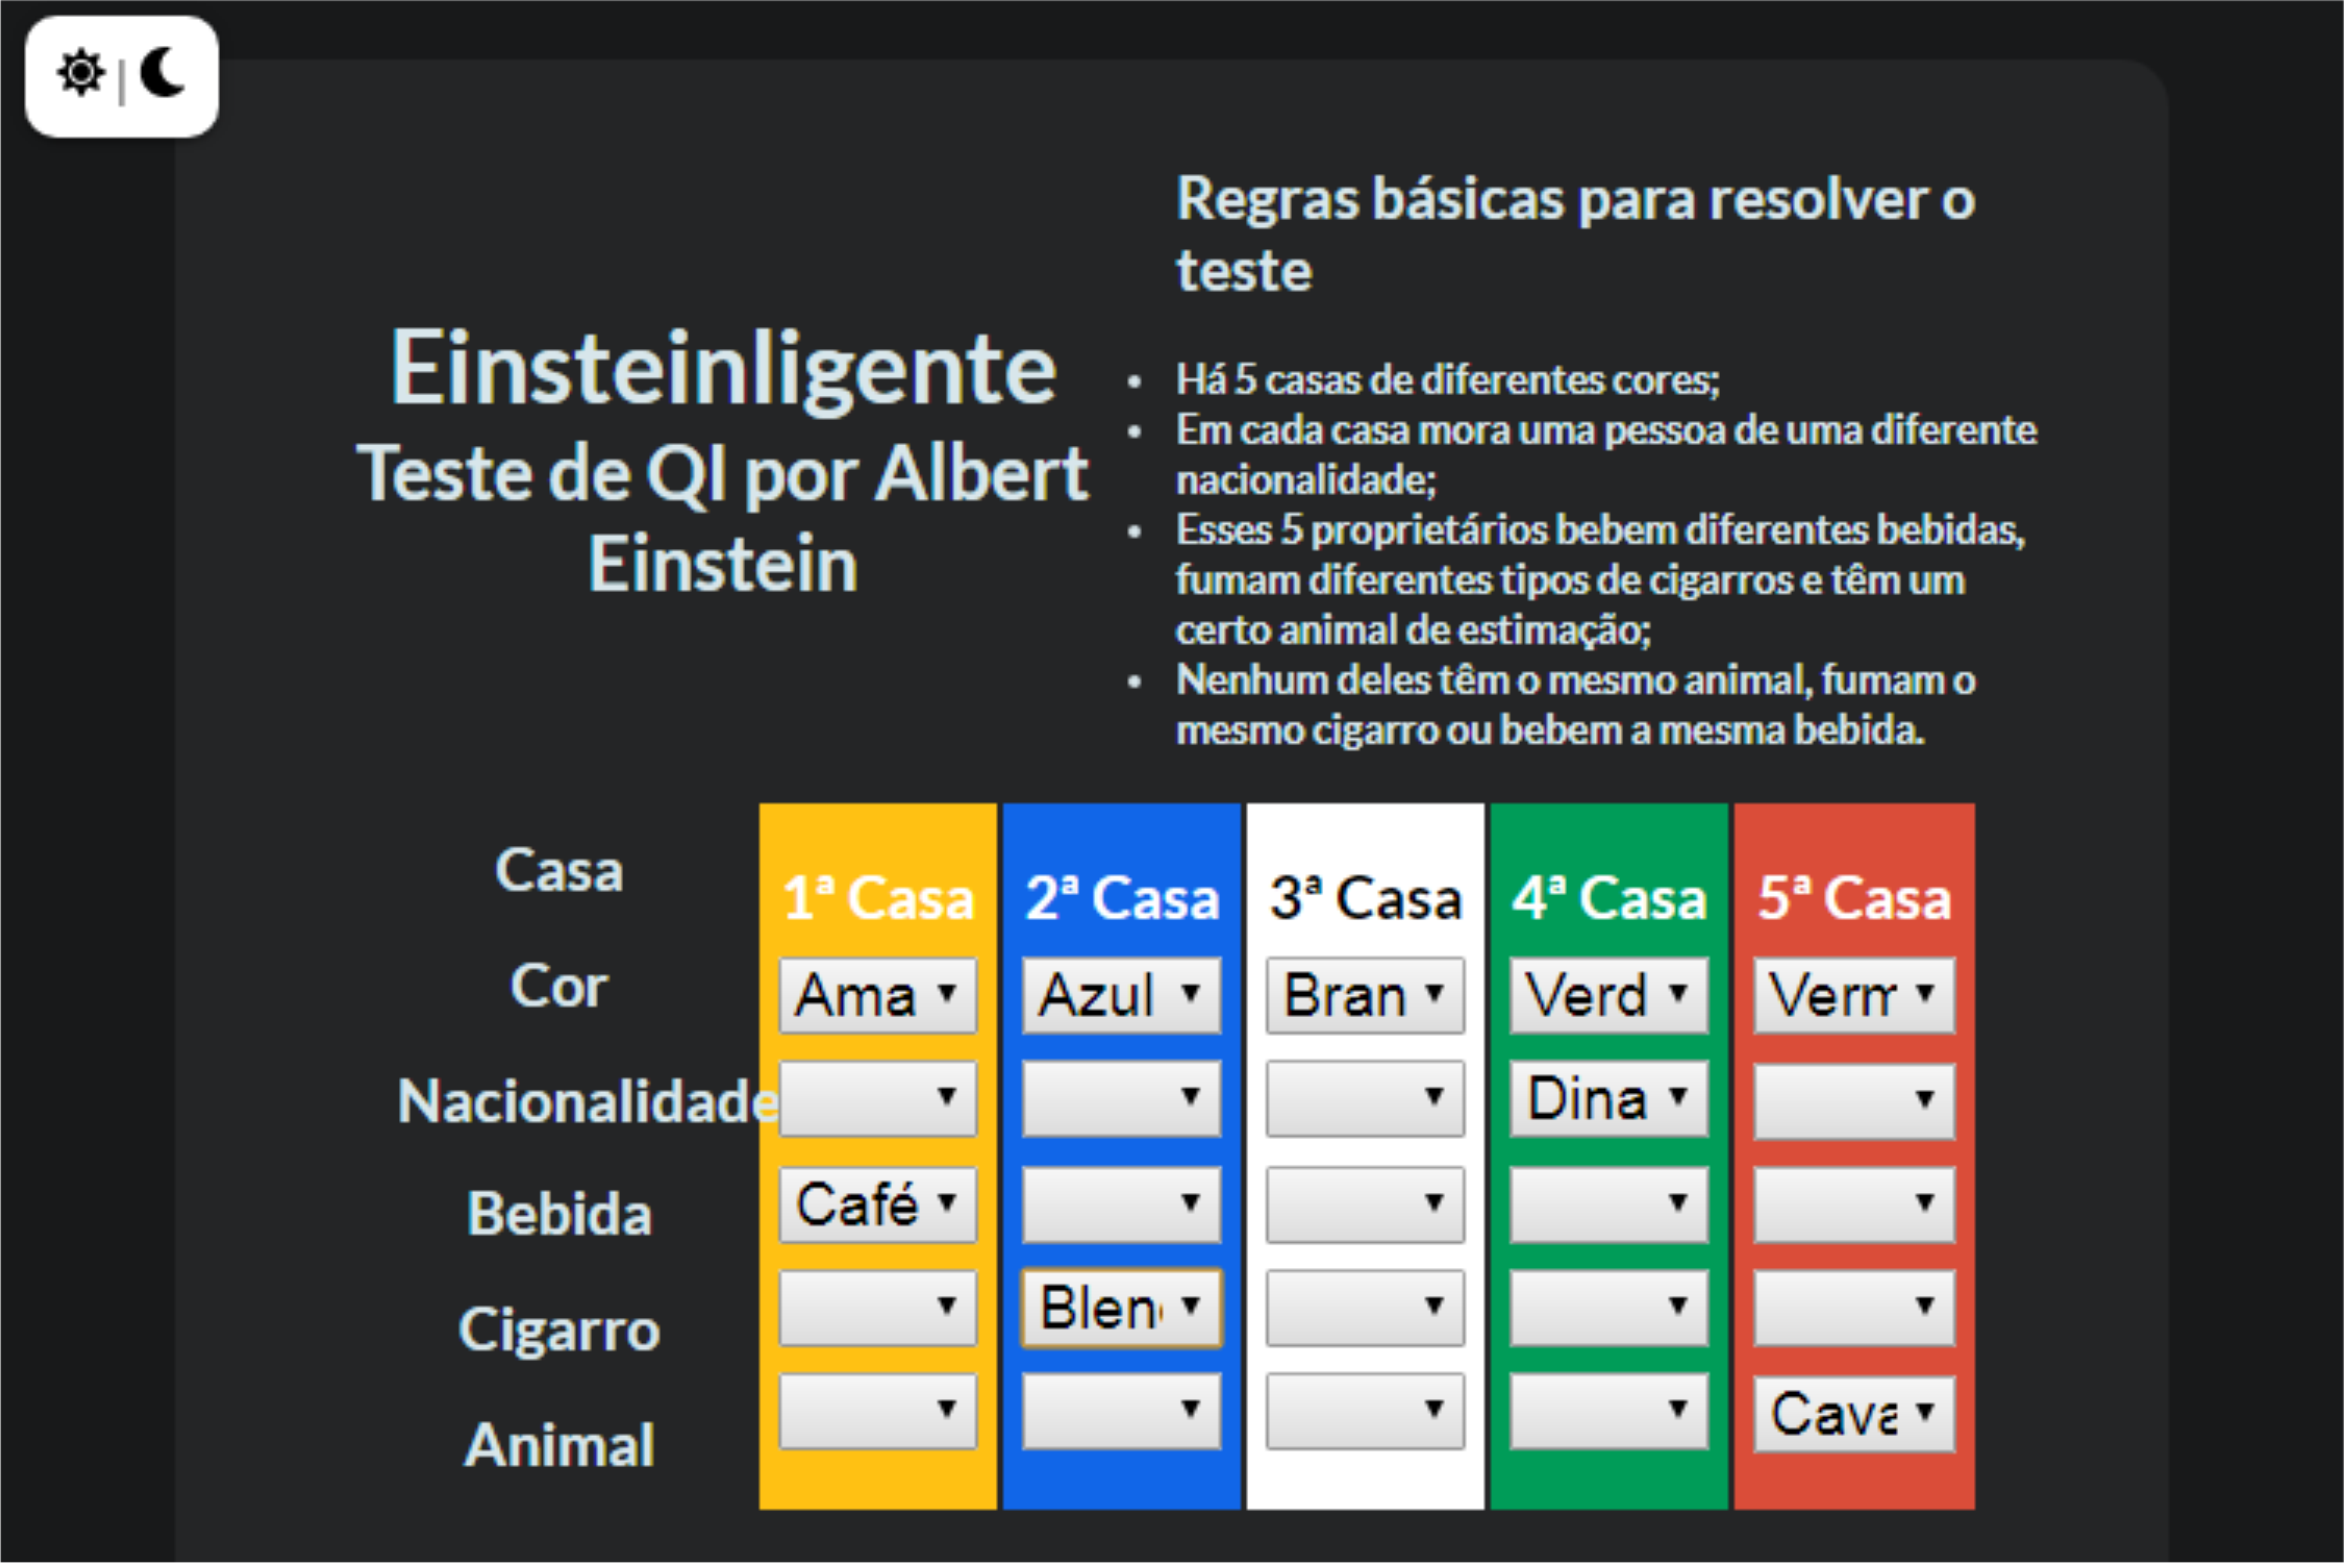 Regras básicas para resolver o
teste
Einsteinligente
Teste de QI por Albert
Einstein
Há 5 casas de diferentes cores;
Em cada casa mora uma pessoa de uma diferente
nacionalidade;
Esses 5 proprietários bebem diferentes bebidas,
fumam diferentes tipos de cigarros e têm um
certo animal de estimação;
Nenhum deles têm o mesmo animal, fumam o
mesmo cigarro ou bebem a mesma bebida.
Casa 1ª Casa 2ª Casa 3ª Casa 4ª Casa 5ª Casa
Cor Ama Azul Bran Verd Verm
Nacionalidade Dina
Bebida Café
Cigarro Blen
Animal Cava